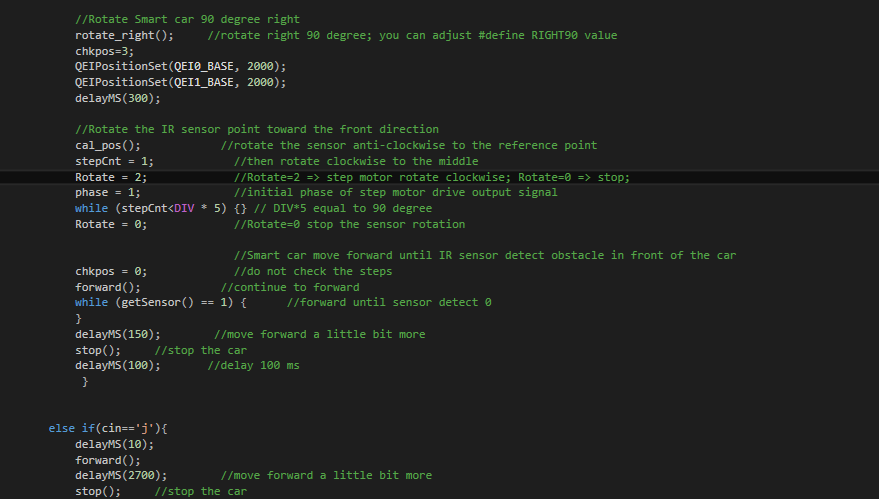 //Rotate Smart car 90 degree right
rotate_right();     //rotate right 90 degree; you can adjust #define RIGHT90 value
chkpos=3;
QEIPositionSet(QEI0_BASE, 2000);
QEIPositionSet(QEI1_BASE, 2000);
delayMS(300);
//Rotate the IR sensor point toward the front direction
cal_pos();            //rotate the sensor anti-clockwise to the reference point
stepCnt = 1;            //then rotate clockwise to the middle
Rotate = 2;             //Rotate=2 => step motor rotate clockwise; Rotate=0 => stop;
phase = 1;              //initial phase of step motor drive output signal
while (stepCnt<DIV * 5) {} // DIV*5 equal to 90 degree
Rotate = 0;             //Rotate=0 stop the sensor rotation
//Smart car move forward until IR sensor detect obstacle in front of the car
chkpos = 0;             //do not check the steps
forward();            //continue to forward
while (getSensor() == 1) {      //forward until sensor detect 0
}
delayMS(150);        //move forward a little bit more
stop();     //stop the car
delayMS(100);       //delay 100 ms
}
else if(cin=='j'){
delayMS(10);
forward();
delayMS(2700);        //move forward a little bit more
stop();     //stop the car